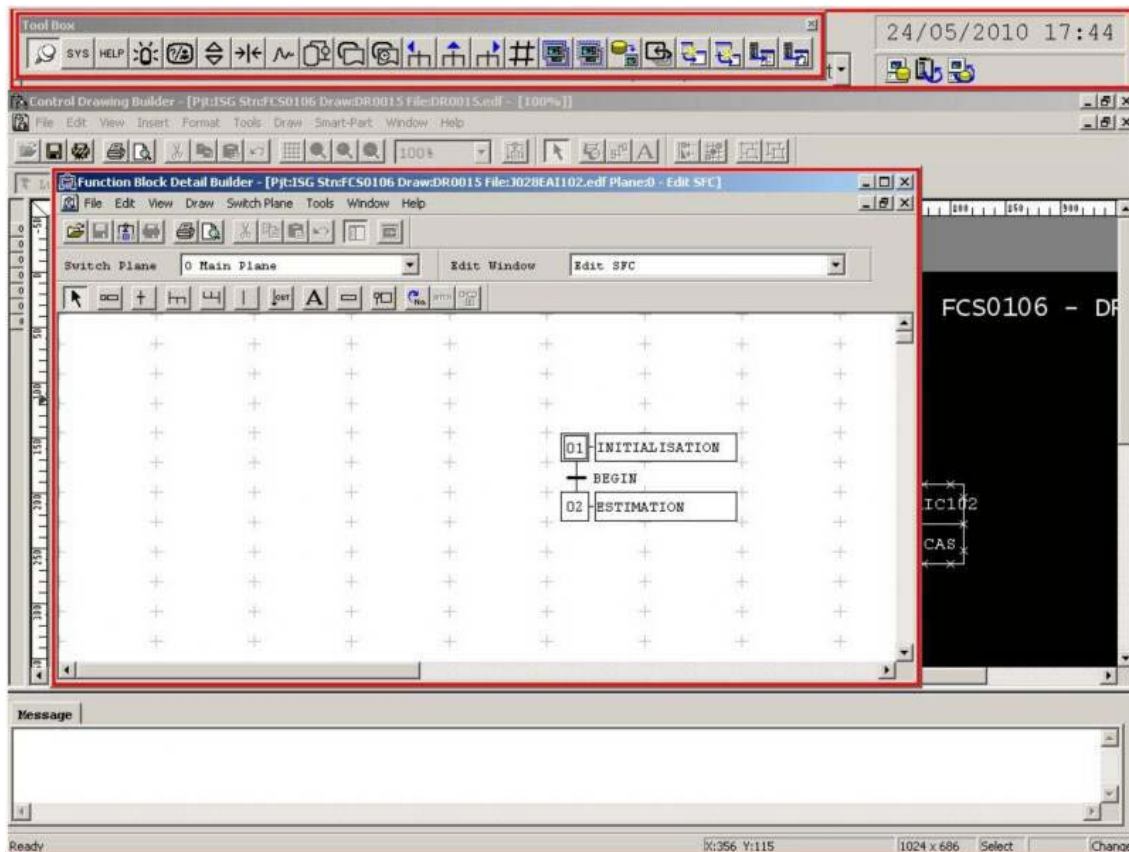 Tool Box
SYS HELP
24/05/2010 17:44
Control Drawing Builder - [Pjt:ISG Stn:FCS0106 Draw:DR0015 File:DR0015.edf - [100%]]
File Edit View Insert Format Tools Draw Smart-Part Window Help
100%
Function Block Detail Builder - [Pjt:ISG Stn:FCS0106 Draw:DR0015 File:J028EAI102.edf Plane:0 - Edit SFC]
File Edit View Draw Switch Plane Tools Window Help
Switch Plane 0 Main Plane Edit Window Edit SFC
A
FCS0106 - DR
01 INITIALISATION
BEGIN
02 ESTIMATION
IC102
CAS
Message
Ready X:356 Y:115 1024 x 686 Select Change